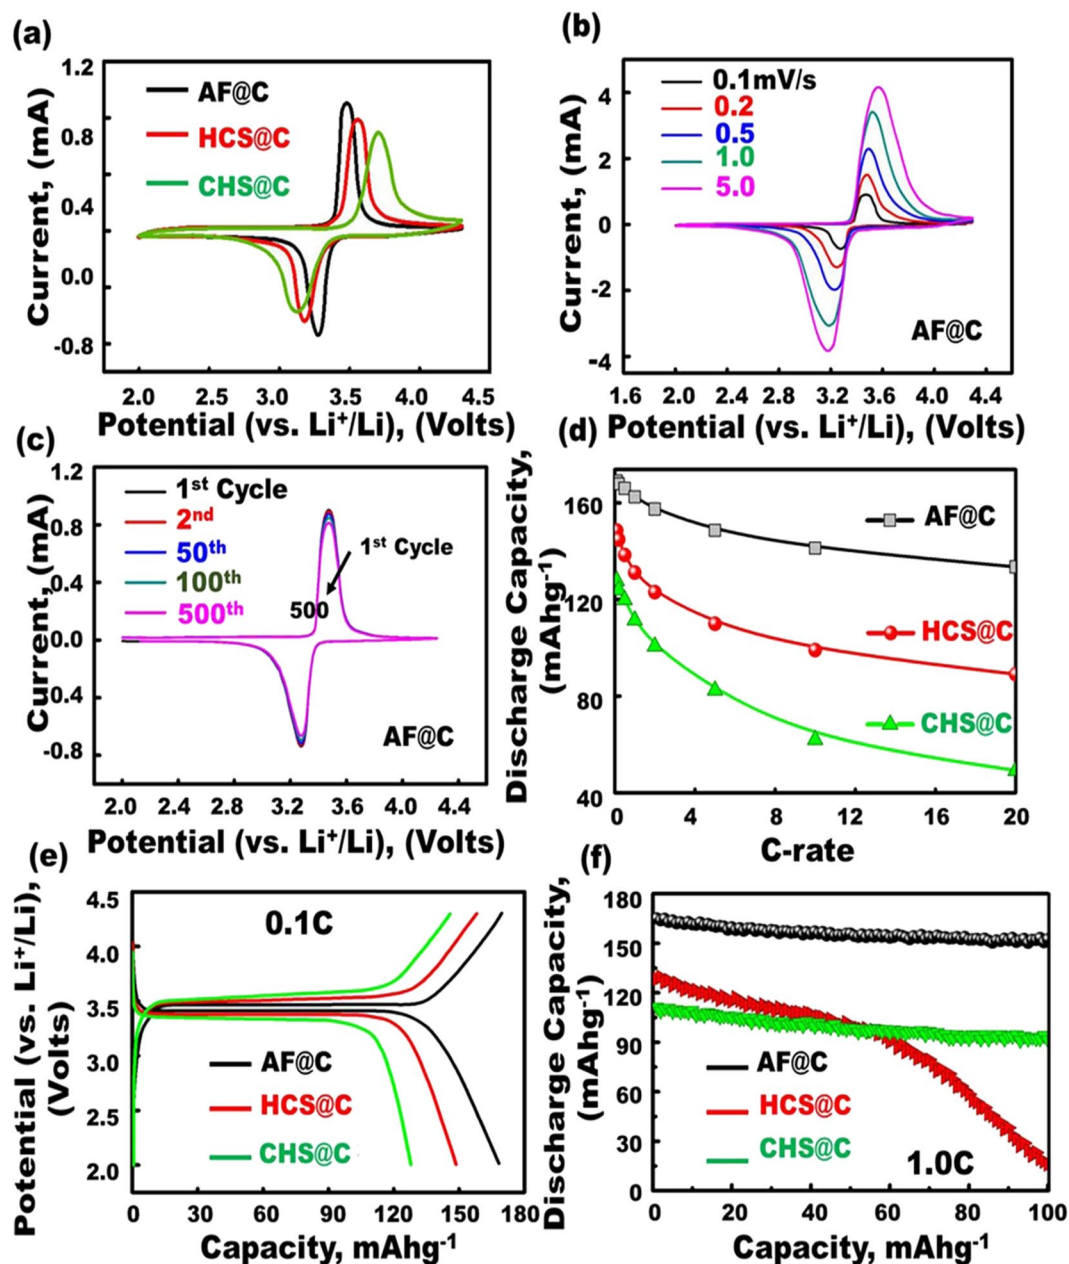 (a)
1.2
0.8
0.4
0.0
-0.8
Current, (mA)
AF@C
HCS@C
CHS@C
2.0 2.5 3.0 3.5 4.0 4.5
Potential (vs. Li⁺/Li), (Volts)
(b)
4
2
0
-2
-4
Current, (mA)
0.1mV/s
0.2
0.5
1.0
5.0
AF@C
1.6 2.0 2.4 2.8 3.2 3.6 4.0 4.4
Potential (vs. Li⁺/Li), (Volts)
(c)
1.2
0.8
0.4
0.0
0.4
-0.8
Current, (mA)
1st Cycle
2nd
50th
100th
500th
1st Cycle
500
AF@C
2.0 2.4 2.8 3.2 3.6 4.0 4.4
Potential (vs. Li⁺/Li), (Volts)
(d)
160
120
80
40
Discharge Capacity,
(mAhg⁻¹)
AF@C
HCS@C
CHS@C
0 4 8 12 16 20
C-rate
(e)
4.5
4.0
3.5
3.0
2.5
2.0
Potential (vs. Li⁺/Li),
(Volts)
0.1C
AF@C
HCS@C
CHS@C
0 30 60 90 120 150 180
Capacity, mAhg⁻¹
(f)
180
150
120
90
60
30
0
Discharge Capacity,
(mAhg⁻¹)
AF@C
HCS@C
CHS@C
1.0C
0 20 40 60 80 100
Capacity, mAhg⁻¹